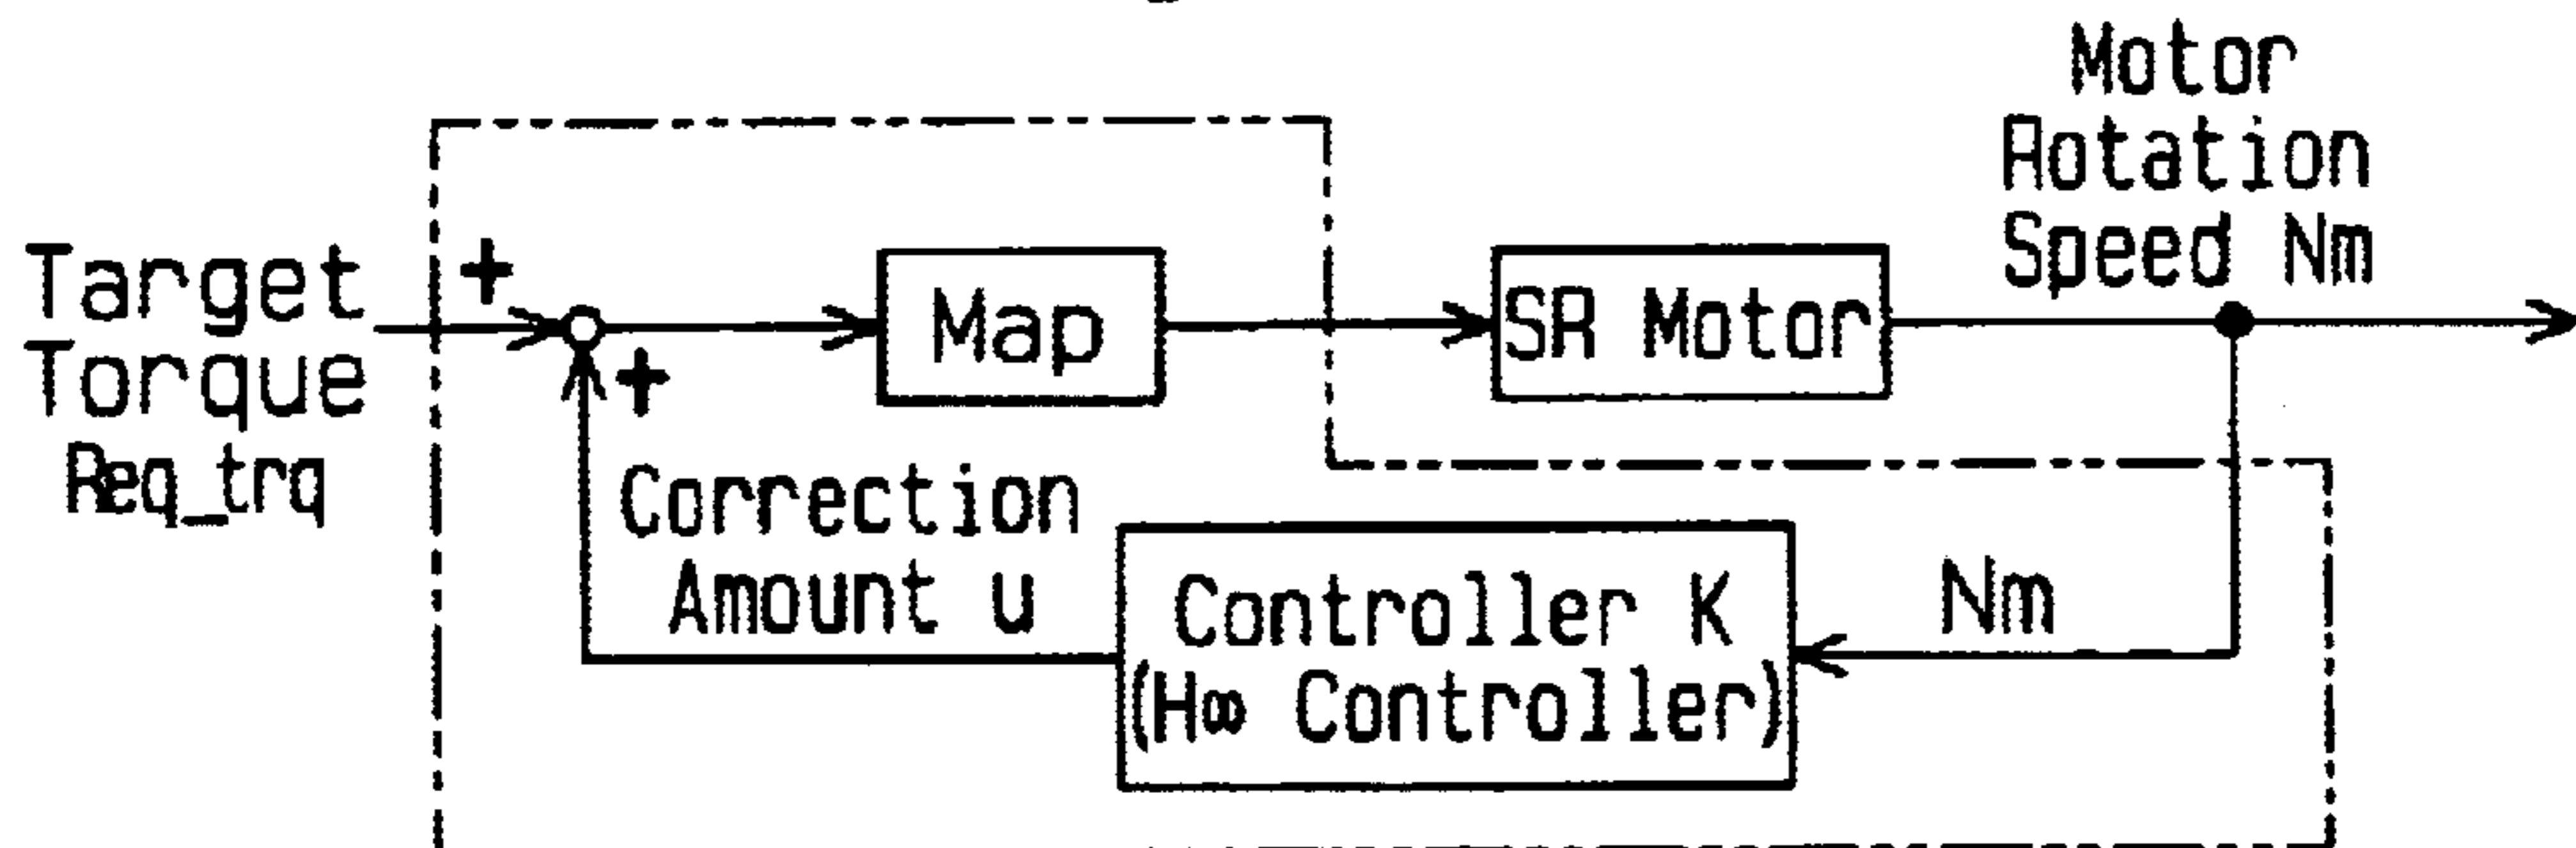 Target
Torque
Req_trq
+
+
Map
SR Motor
Motor
Rotation
Speed Nm
Correction
Amount u
Controller K
(H∞ Controller)
Nm